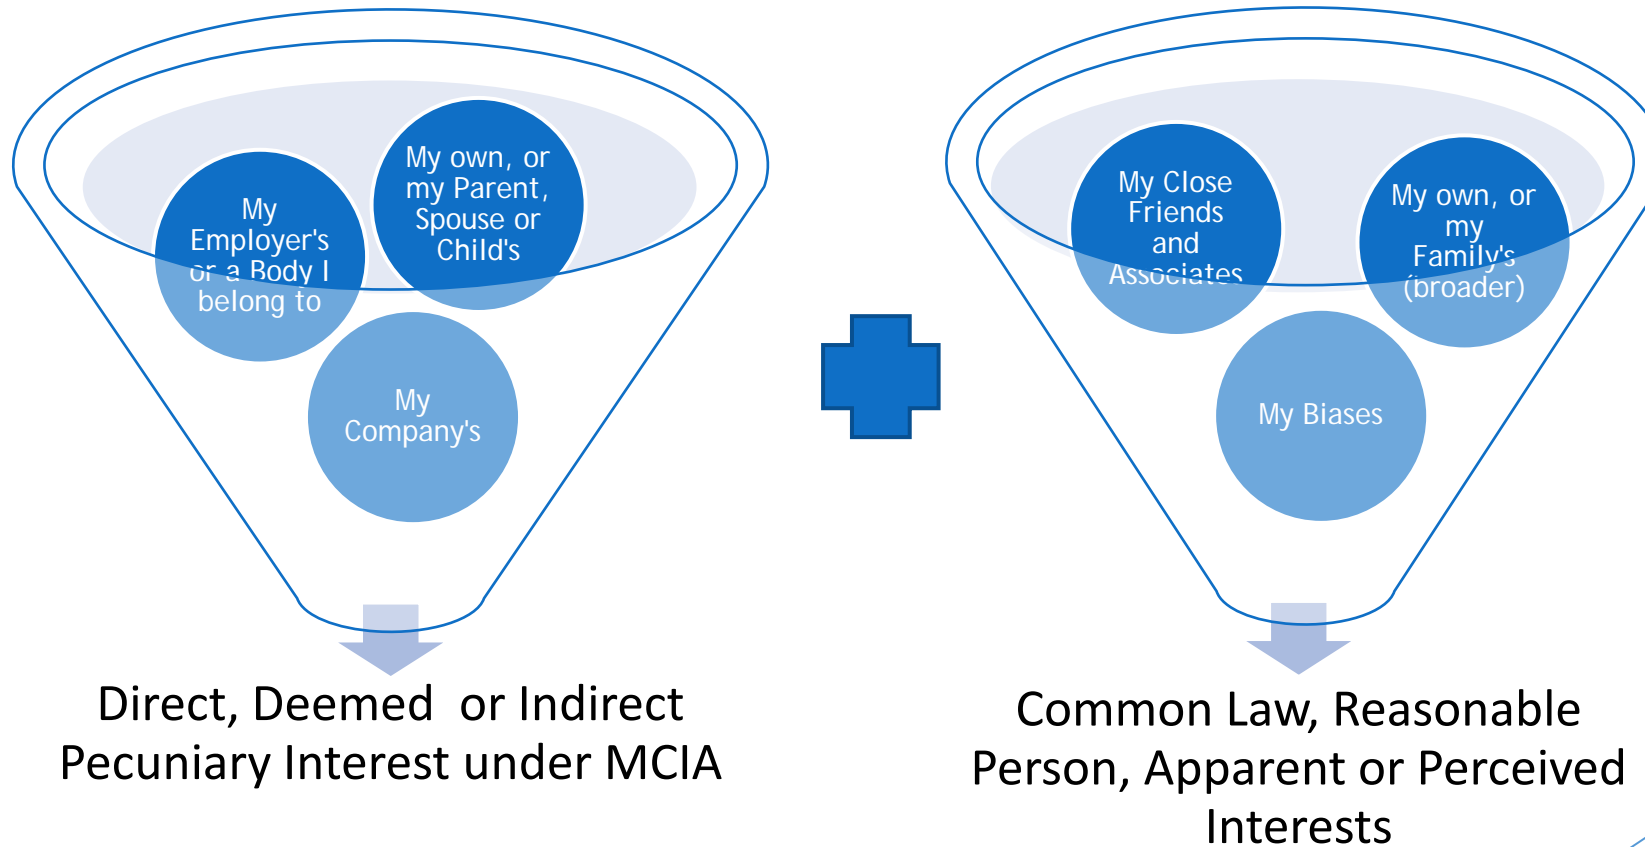 My
Employer's
or a Body I
belong to
My own, or
my Parent,
Spouse or
Child's
My
Company's
Direct, Deemed  or Indirect
Pecuniary Interest under MCIA
My Close
Friends
and
Associates
My own, or
my
Family's
(broader)
My Biases
Common Law, Reasonable
Person, Apparent or Perceived
Interests